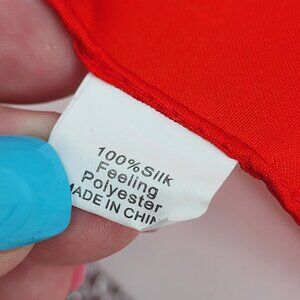 100%Silk
Feeling
Polyester
MADE IN CHIN